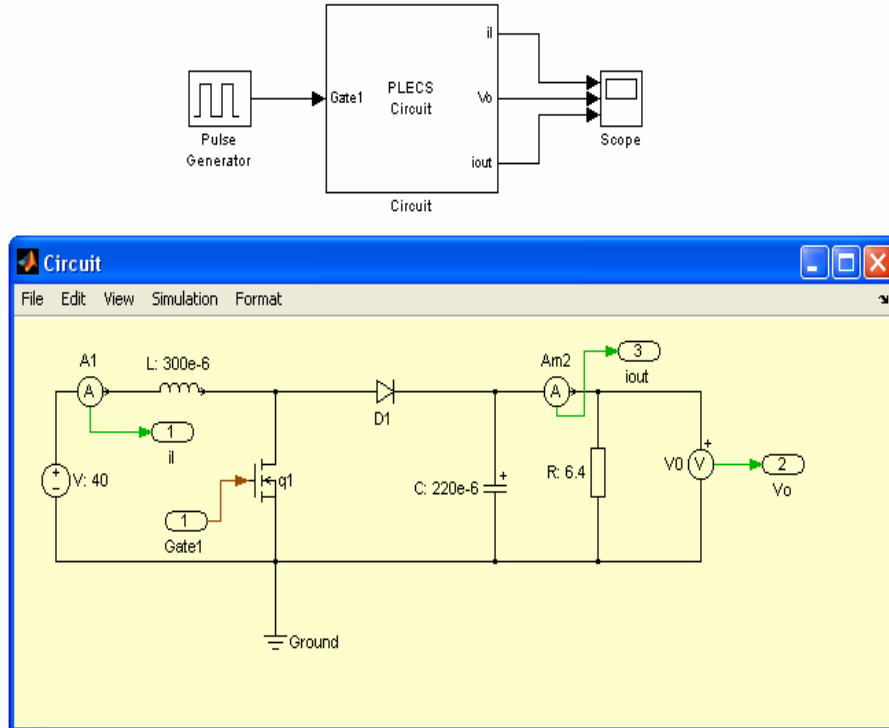 il
Gate1
PLECS
Circuit
Vo
iout
Pulse
Generator
Scope
Circuit
Circuit
File Edit View Simulation Format
A1
L: 300e-6
Am2
3
iout
A
A
D1
1
il
V: 40
q1
C: 220e-6
R: 6.4
V0
V
2
Vo
1
Gate1
Ground